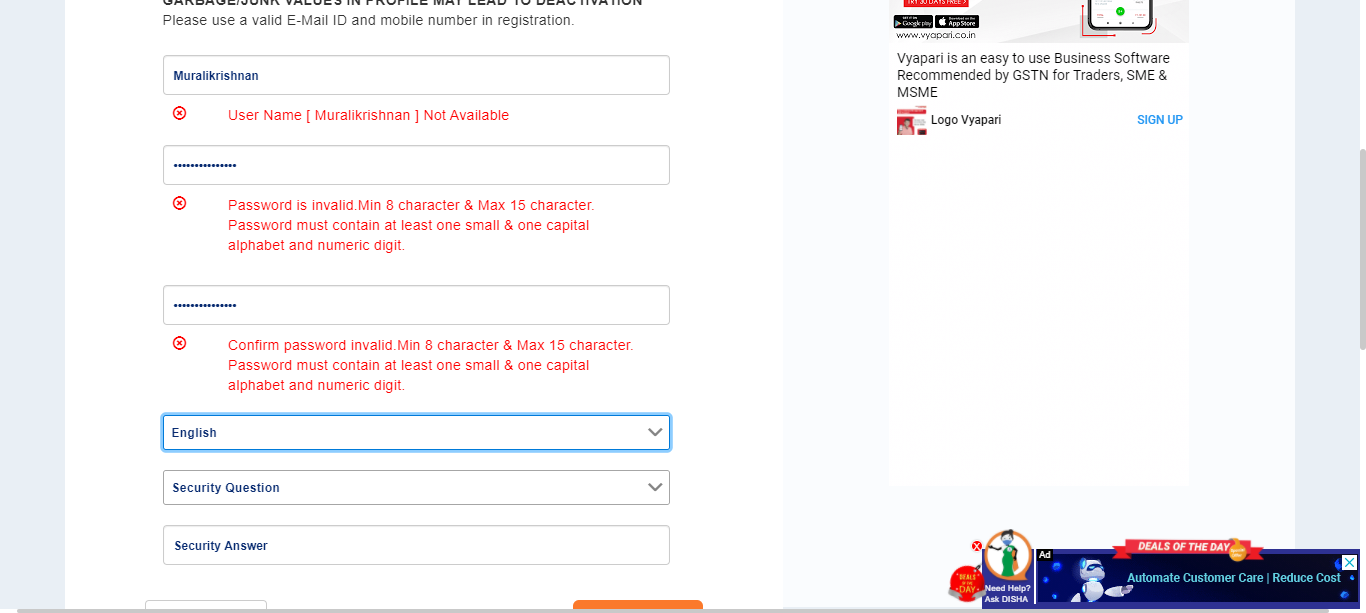 GARBAGE/JUNK VALUES IN PROFILE MAY LEAD TO DEACTIVATION
Please use a valid E-Mail ID and mobile number in registration.
Muralikrishnan
User Name [ Muralikrishnan ] Not Available
•••••••••••••••
Password is invalid.Min 8 character & Max 15 character.
Password must contain at least one small & one capital
alphabet and numeric digit.
•••••••••••••••
Confirm password invalid.Min 8 character & Max 15 character.
Password must contain at least one small & one capital
alphabet and numeric digit.
English
Security Question
Security Answer
TRY 30 DAYS FREE >
GET IT ON
Google play
Download on the
App Store
www.vyapari.co.in
Vyapari is an easy to use Business Software
Recommended by GSTN for Traders, SME &
MSME
Logo Vyapari
SIGN UP
Need Help?
Ask DISHA
DEALS
OF THE
DAY
Ad
DEALS OF THE DAY
Automate Customer Care | Reduce Cost